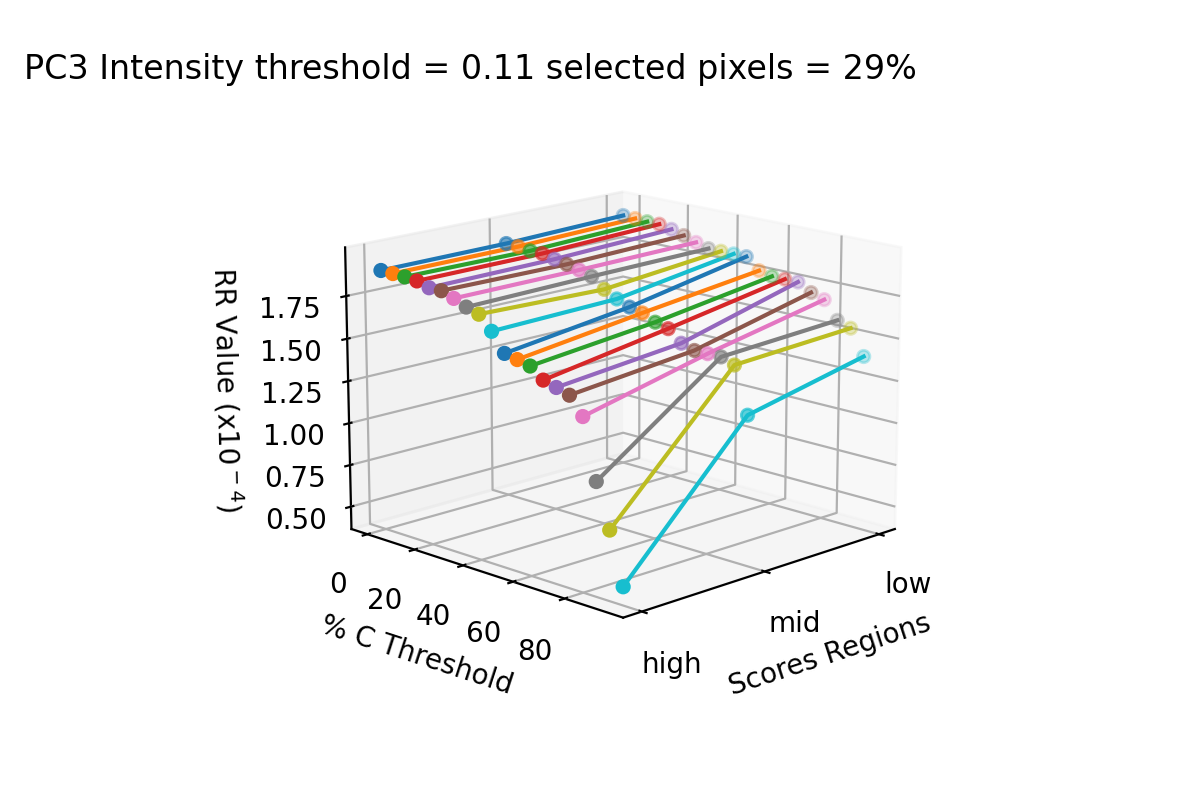 PC3 Intensity threshold = 0.11 selected pixels = 29%
RR Value (x10⁻⁴)
1.75
1.50
1.25
1.00
0.75
0.50
0
20
40
60
80
% C Threshold
high
mid
low
Scores Regions